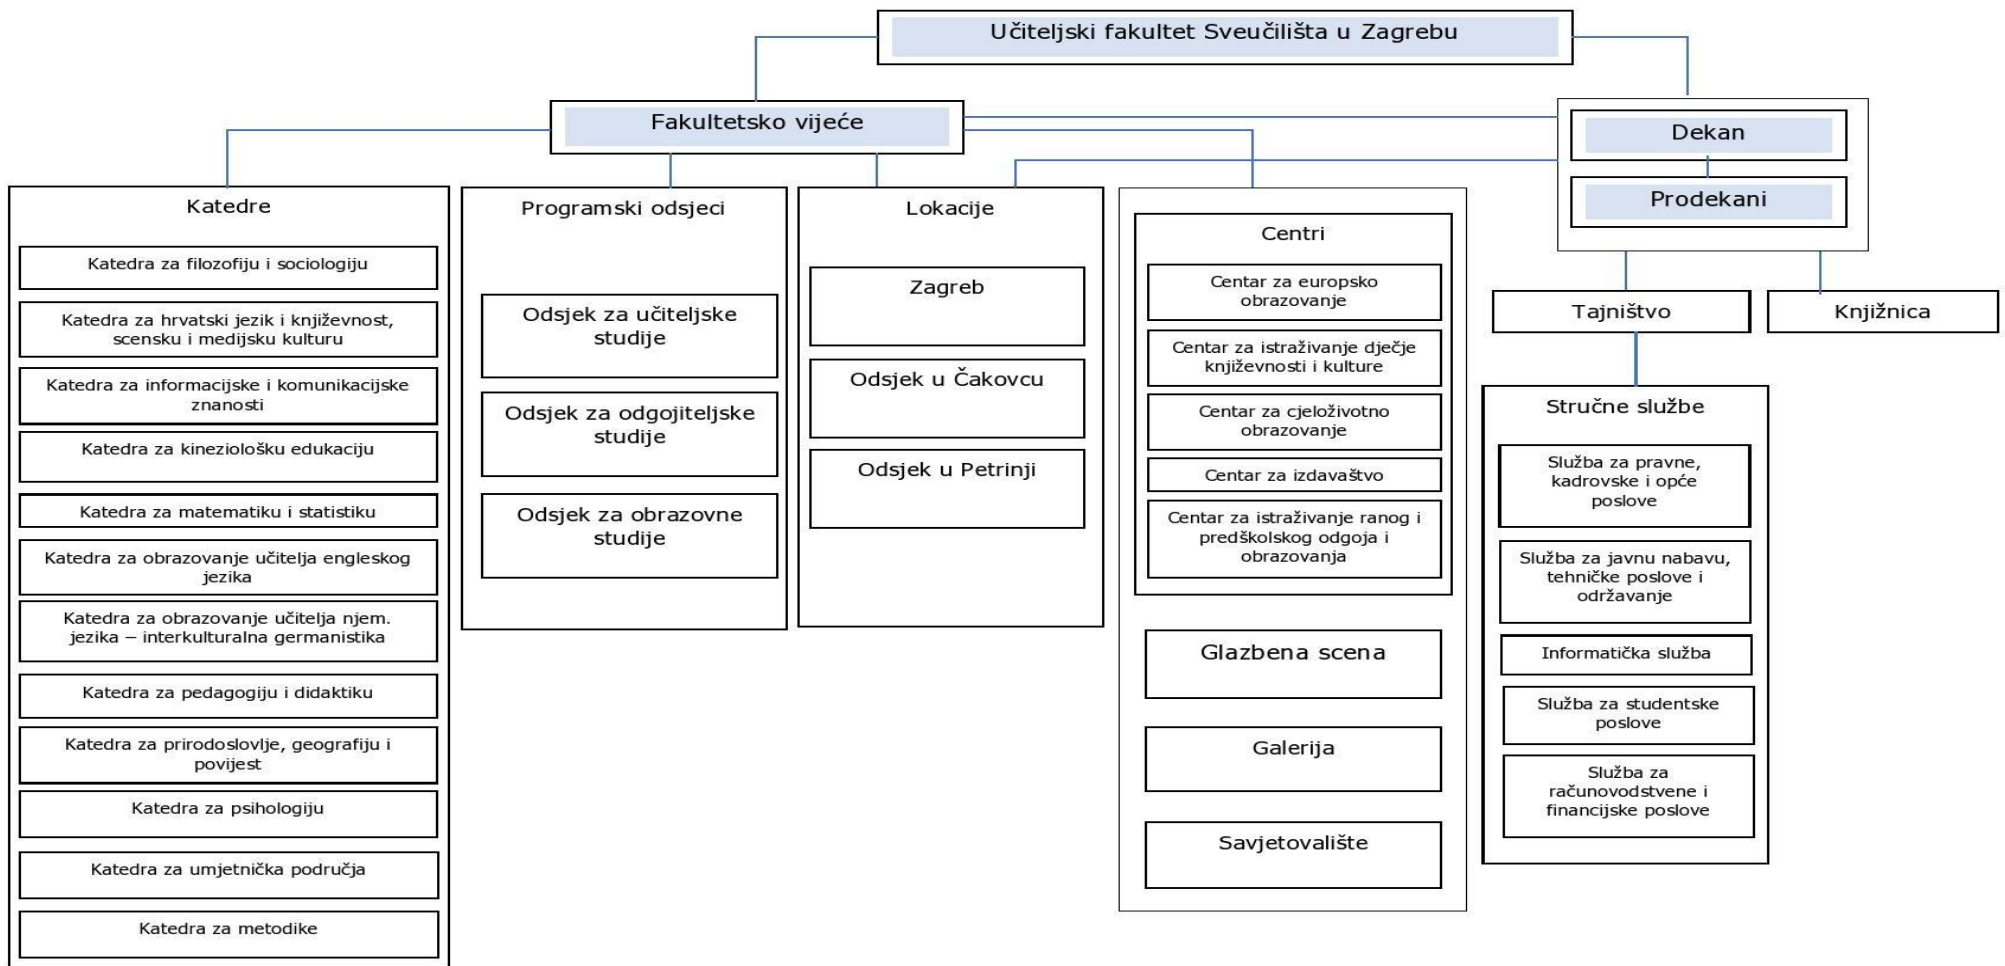 Učiteljski fakultet Sveučilišta u Zagrebu
Fakultetsko vijeće
Dekan
Prodekani
Katedre
Katedra za filozofiju i sociologiju
Katedra za hrvatski jezik i književnost,
scensku i medijsku kulturu
Katedra za informacijske i komunikacijske
znanosti
Katedra za kineziološku edukaciju
Katedra za matematiku i statistiku
Katedra za obrazovanje učitelja engleskog
jezika
Katedra za obrazovanje učitelja njem.
jezika – interkulturalna germanistika
Katedra za pedagogiju i didaktiku
Katedra za prirodoslovlje, geografiju i
povijest
Katedra za psihologiju
Katedra za umjetnička područja
Katedra za metodike
Programski odsjeci
Odsjek za učiteljske
studije
Odsjek za odgojiteljske
studije
Odsjek za obrazovne
studije
Lokacije
Zagreb
Odsjek u Čakovcu
Odsjek u Petrinji
Centri
Centar za europsko
obrazovanje
Centar za istraživanje dječje
književnosti i kulture
Centar za cjeloživotno
obrazovanje
Centar za izdavaštvo
Centar za istraživanje ranog i
predškolskog odgoja i
obrazovanja
Glazbena scena
Galerija
Savjetovalište
Tajništvo
Knjižnica
Stručne službe
Služba za pravne,
kadrovske i opće
poslove
Služba za javnu nabavu,
tehničke poslove i
održavanje
Informatička služba
Služba za studentske
poslove
Služba za
računovodstvene i
financijske poslove